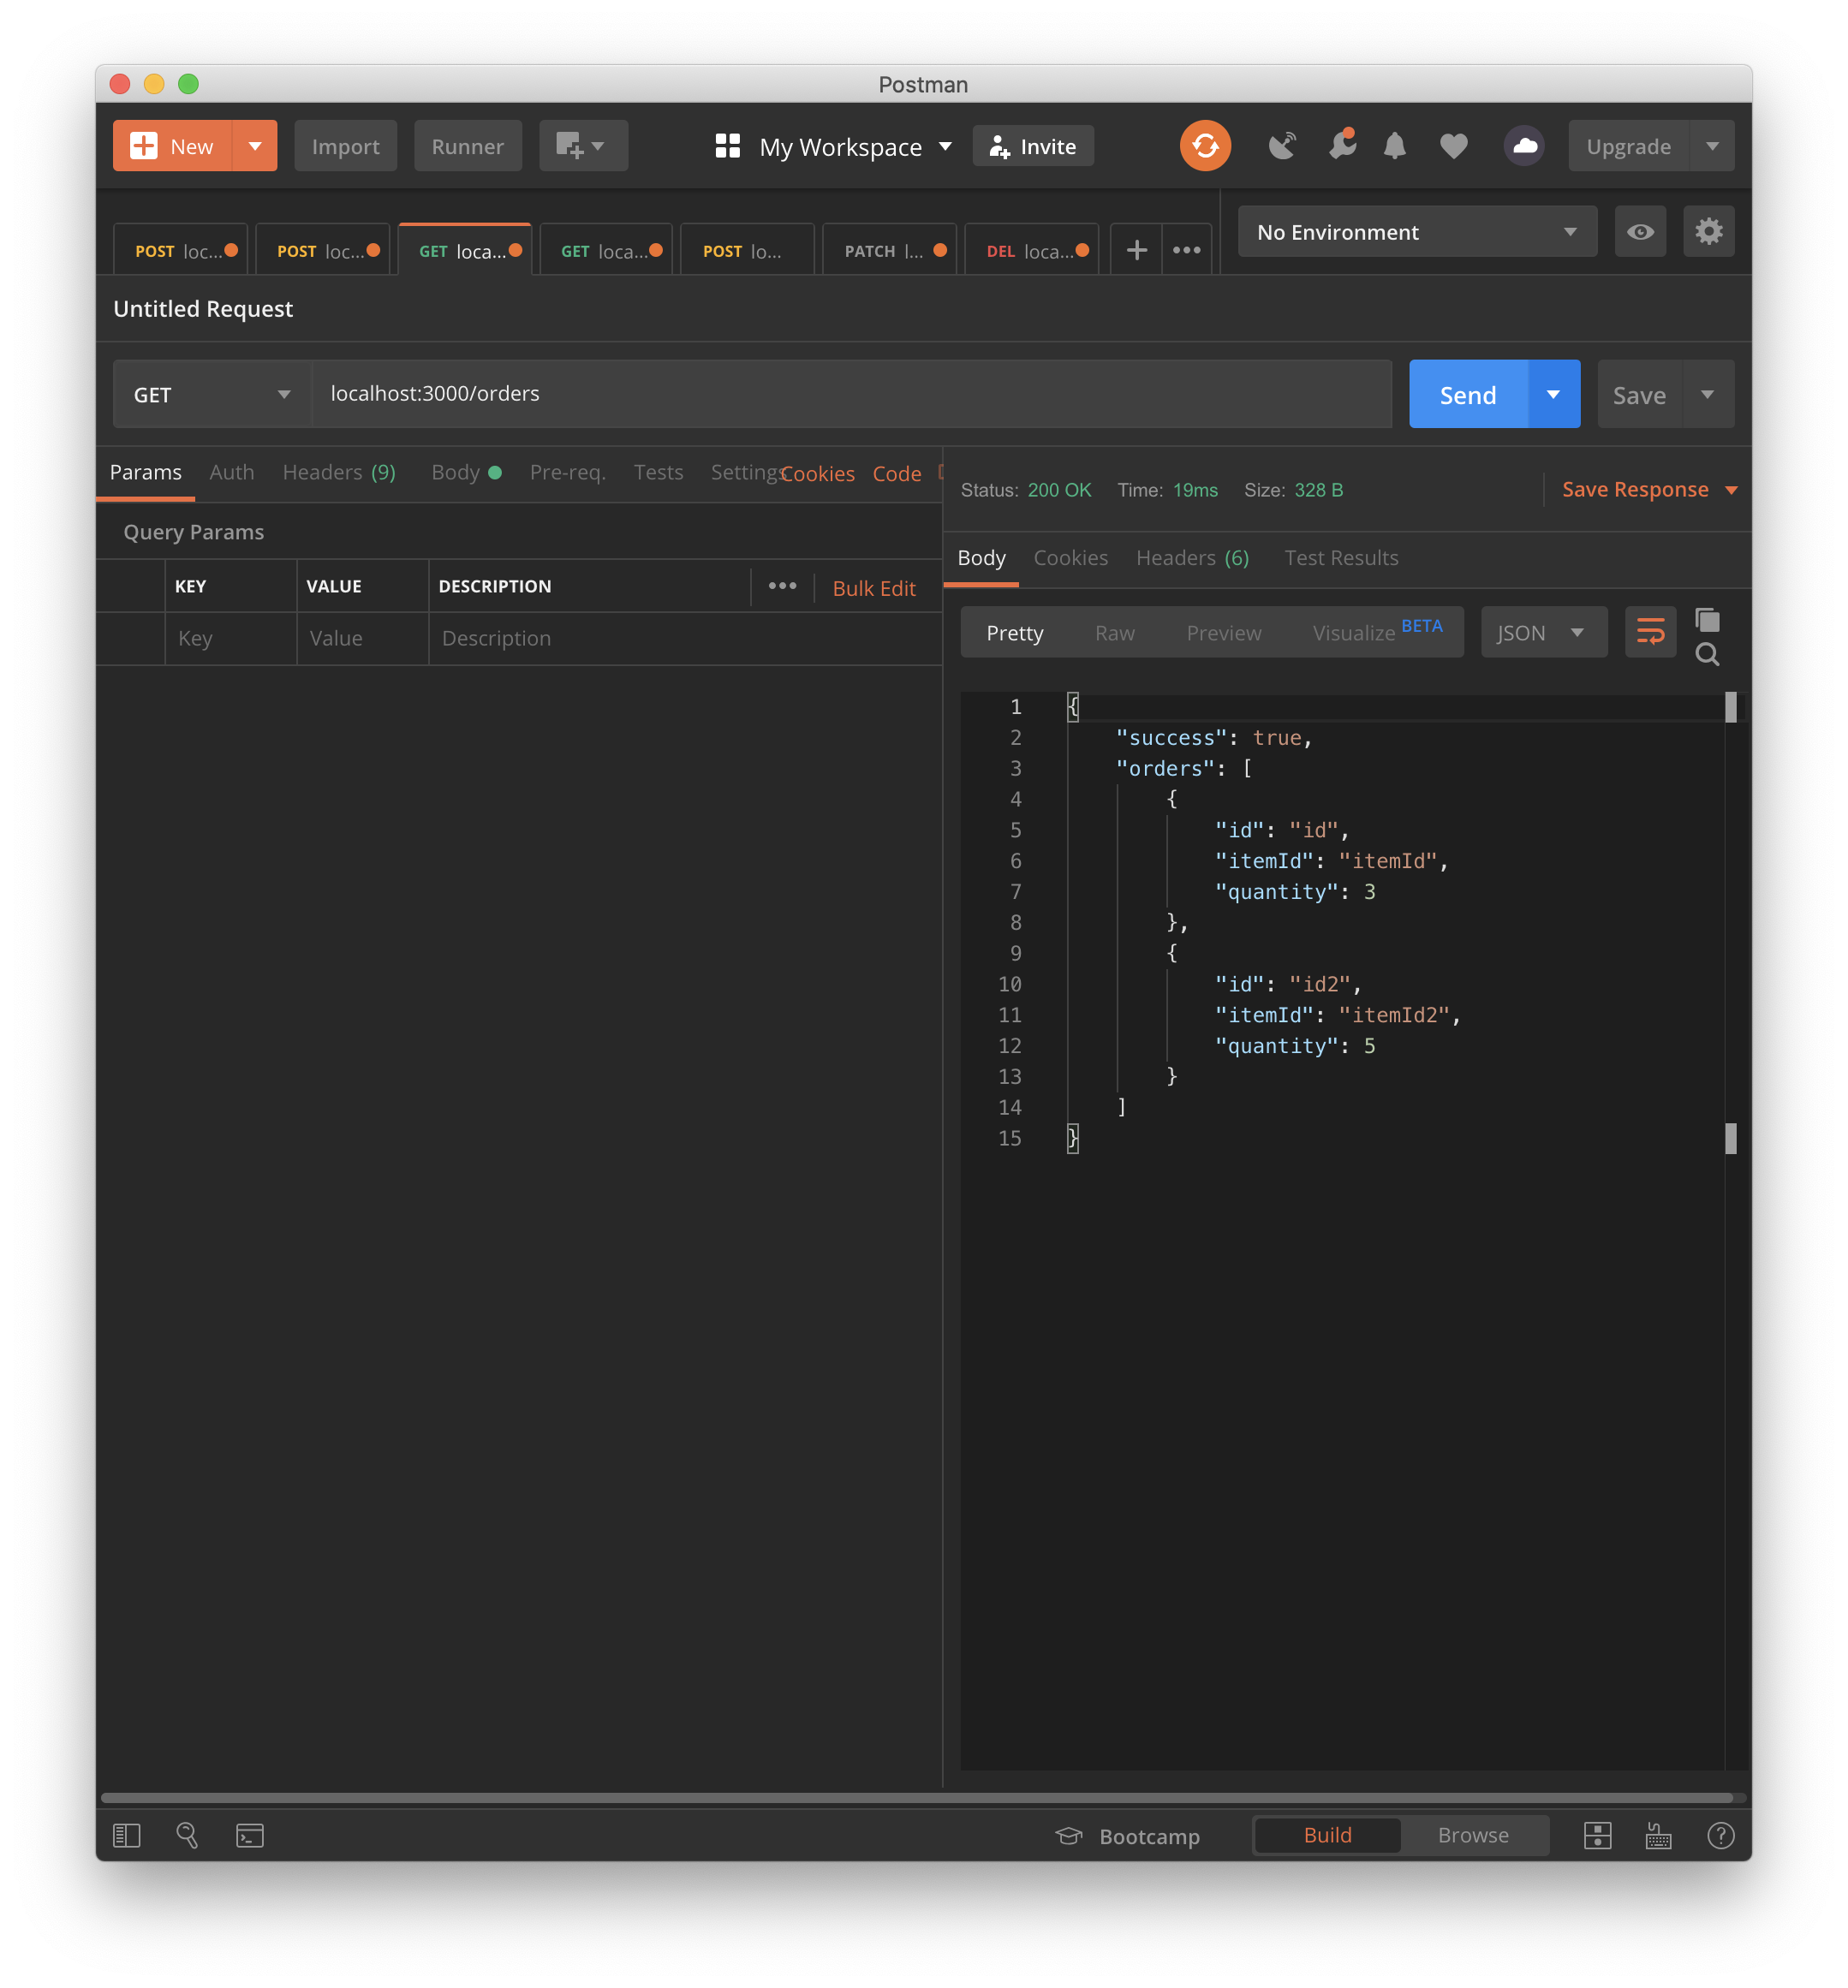 Postman
New Import Runner My Workspace Invite Upgrade
POST loc... POST loc... GET loca... GET loca... POST lo... PATCH l... DEL loca... No Environment
Untitled Request
GET localhost:3000/orders Send Save
Params Auth Headers (9) Body Pre-req. Tests Settings Cookies Code
Status: 200 OK Time: 19ms Size: 328 B Save Response
Query Params
KEY VALUE DESCRIPTION ••• Bulk Edit
Key Value Description
Body Cookies Headers (6) Test Results
Pretty Raw Preview Visualize BETA JSON
1 {
2 "success": true,
3 "orders": [
4 {
5 "id": "id",
6 "itemId": "itemId",
7 "quantity": 3
8 },
9 {
10 "id": "id2",
11 "itemId": "itemId2",
12 "quantity": 5
13 }
14 ]
15 }
Bootcamp Build Browse